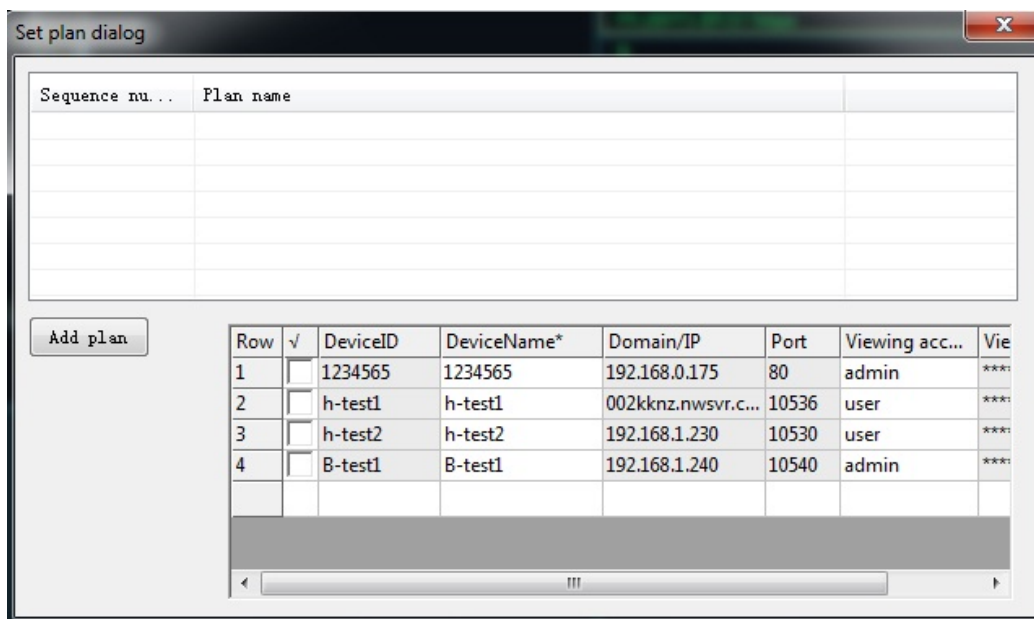 Set plan dialog
Sequence nu... Plan name
Add plan
Row √ DeviceID DeviceName* Domain/IP Port Viewing acc... Vie
1 1234565 1234565 192.168.0.175 80 admin ****
2 h-test1 h-test1 002kknz.nwsvr.c... 10536 user ****
3 h-test2 h-test2 192.168.1.230 10530 user ****
4 B-test1 B-test1 192.168.1.240 10540 admin ****